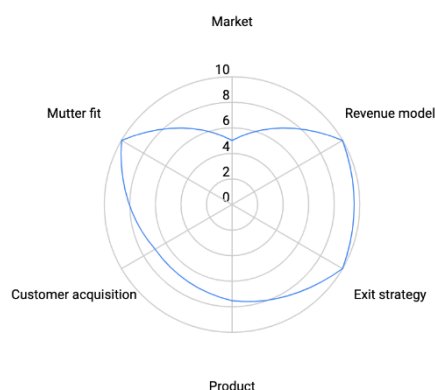 Market
10
8
6
4
2
0
Mutter fit
Revenue model
Customer acquisition
Exit strategy
Product